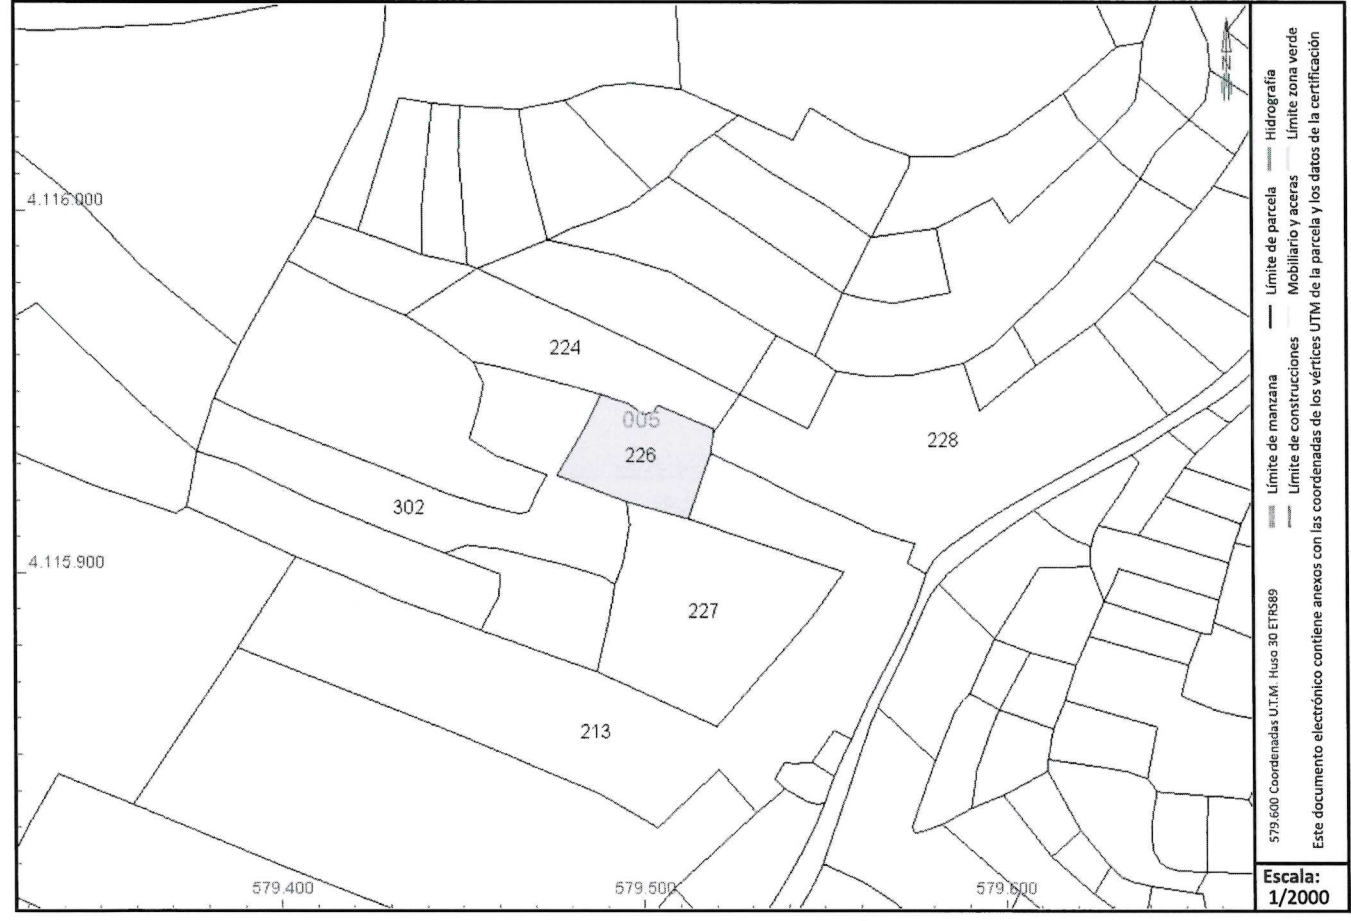 N
4.116.000
224
005
226
228
302
4.115.900
227
213
579.400
579.500
579.600
Límite de manzana
Límite de parcela
Hidrografía
Límite de construcciones
Mobiliario y aceras
Límite zona verde
579.600 Coordenadas U.T.M. Huso 30 ETRS89
Este documento electrónico contiene anexos con las coordenadas de los vértices UTM de la parcela y los datos de la certificación
Escala:
1/2000